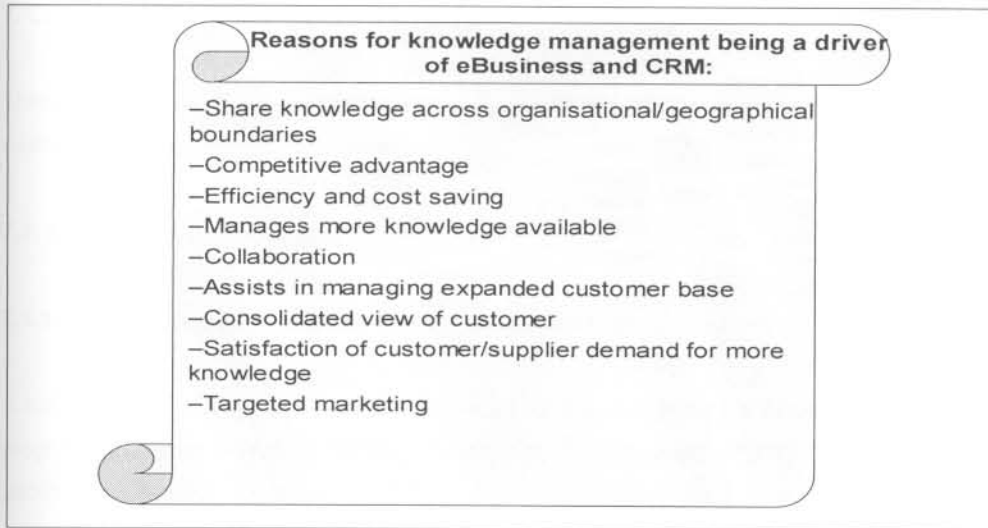 Reasons for knowledge management being a driver
of eBusiness and CRM:
–Share knowledge across organisational/geographical
boundaries
–Competitive advantage
–Efficiency and cost saving
–Manages more knowledge available
–Collaboration
–Assists in managing expanded customer base
–Consolidated view of customer
–Satisfaction of customer/supplier demand for more
knowledge
–Targeted marketing